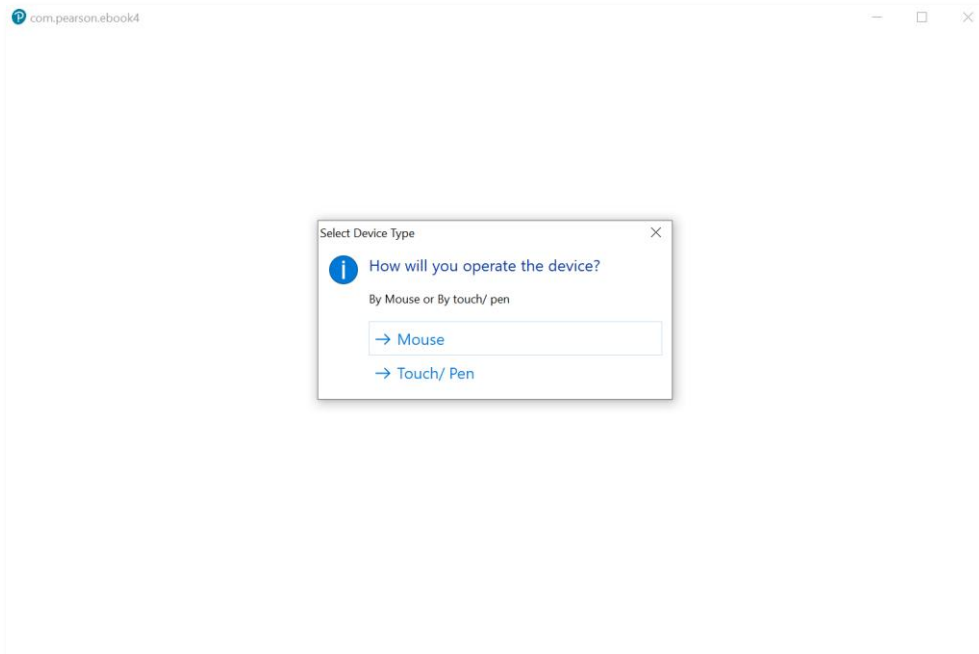 com.pearson.ebook4
Select Device Type
How will you operate the device?
By Mouse or By touch/ pen
→ Mouse
→ Touch/ Pen